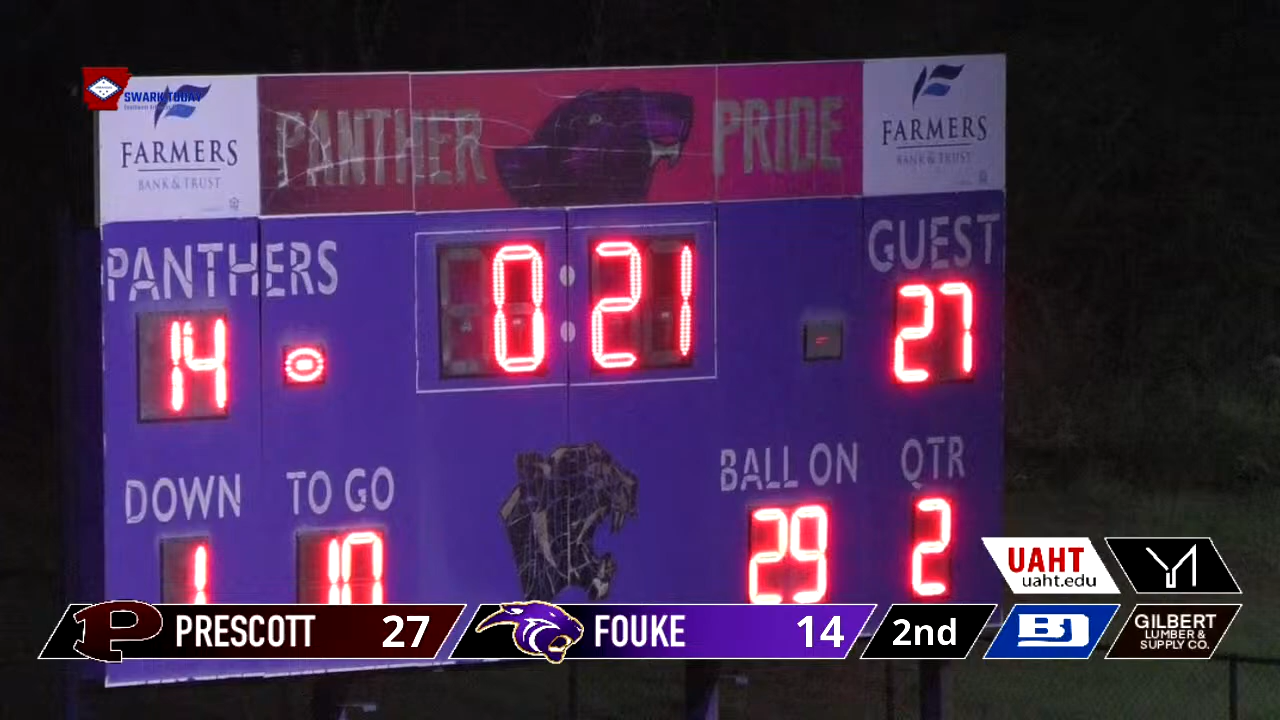 SWARK TODAY
FARMERS
BANK & TRUST
PANTHER PRIDE
FARMERS
BANK & TRUST
PANTHERS
0:21
GUEST
14
27
DOWN
TO GO
BALL ON
QTR
1
10
29
2
UAHT
uaht.edu
P PRESCOTT 27
FOUKE 14
2nd
GILBERT
LUMBER &
SUPPLY CO.